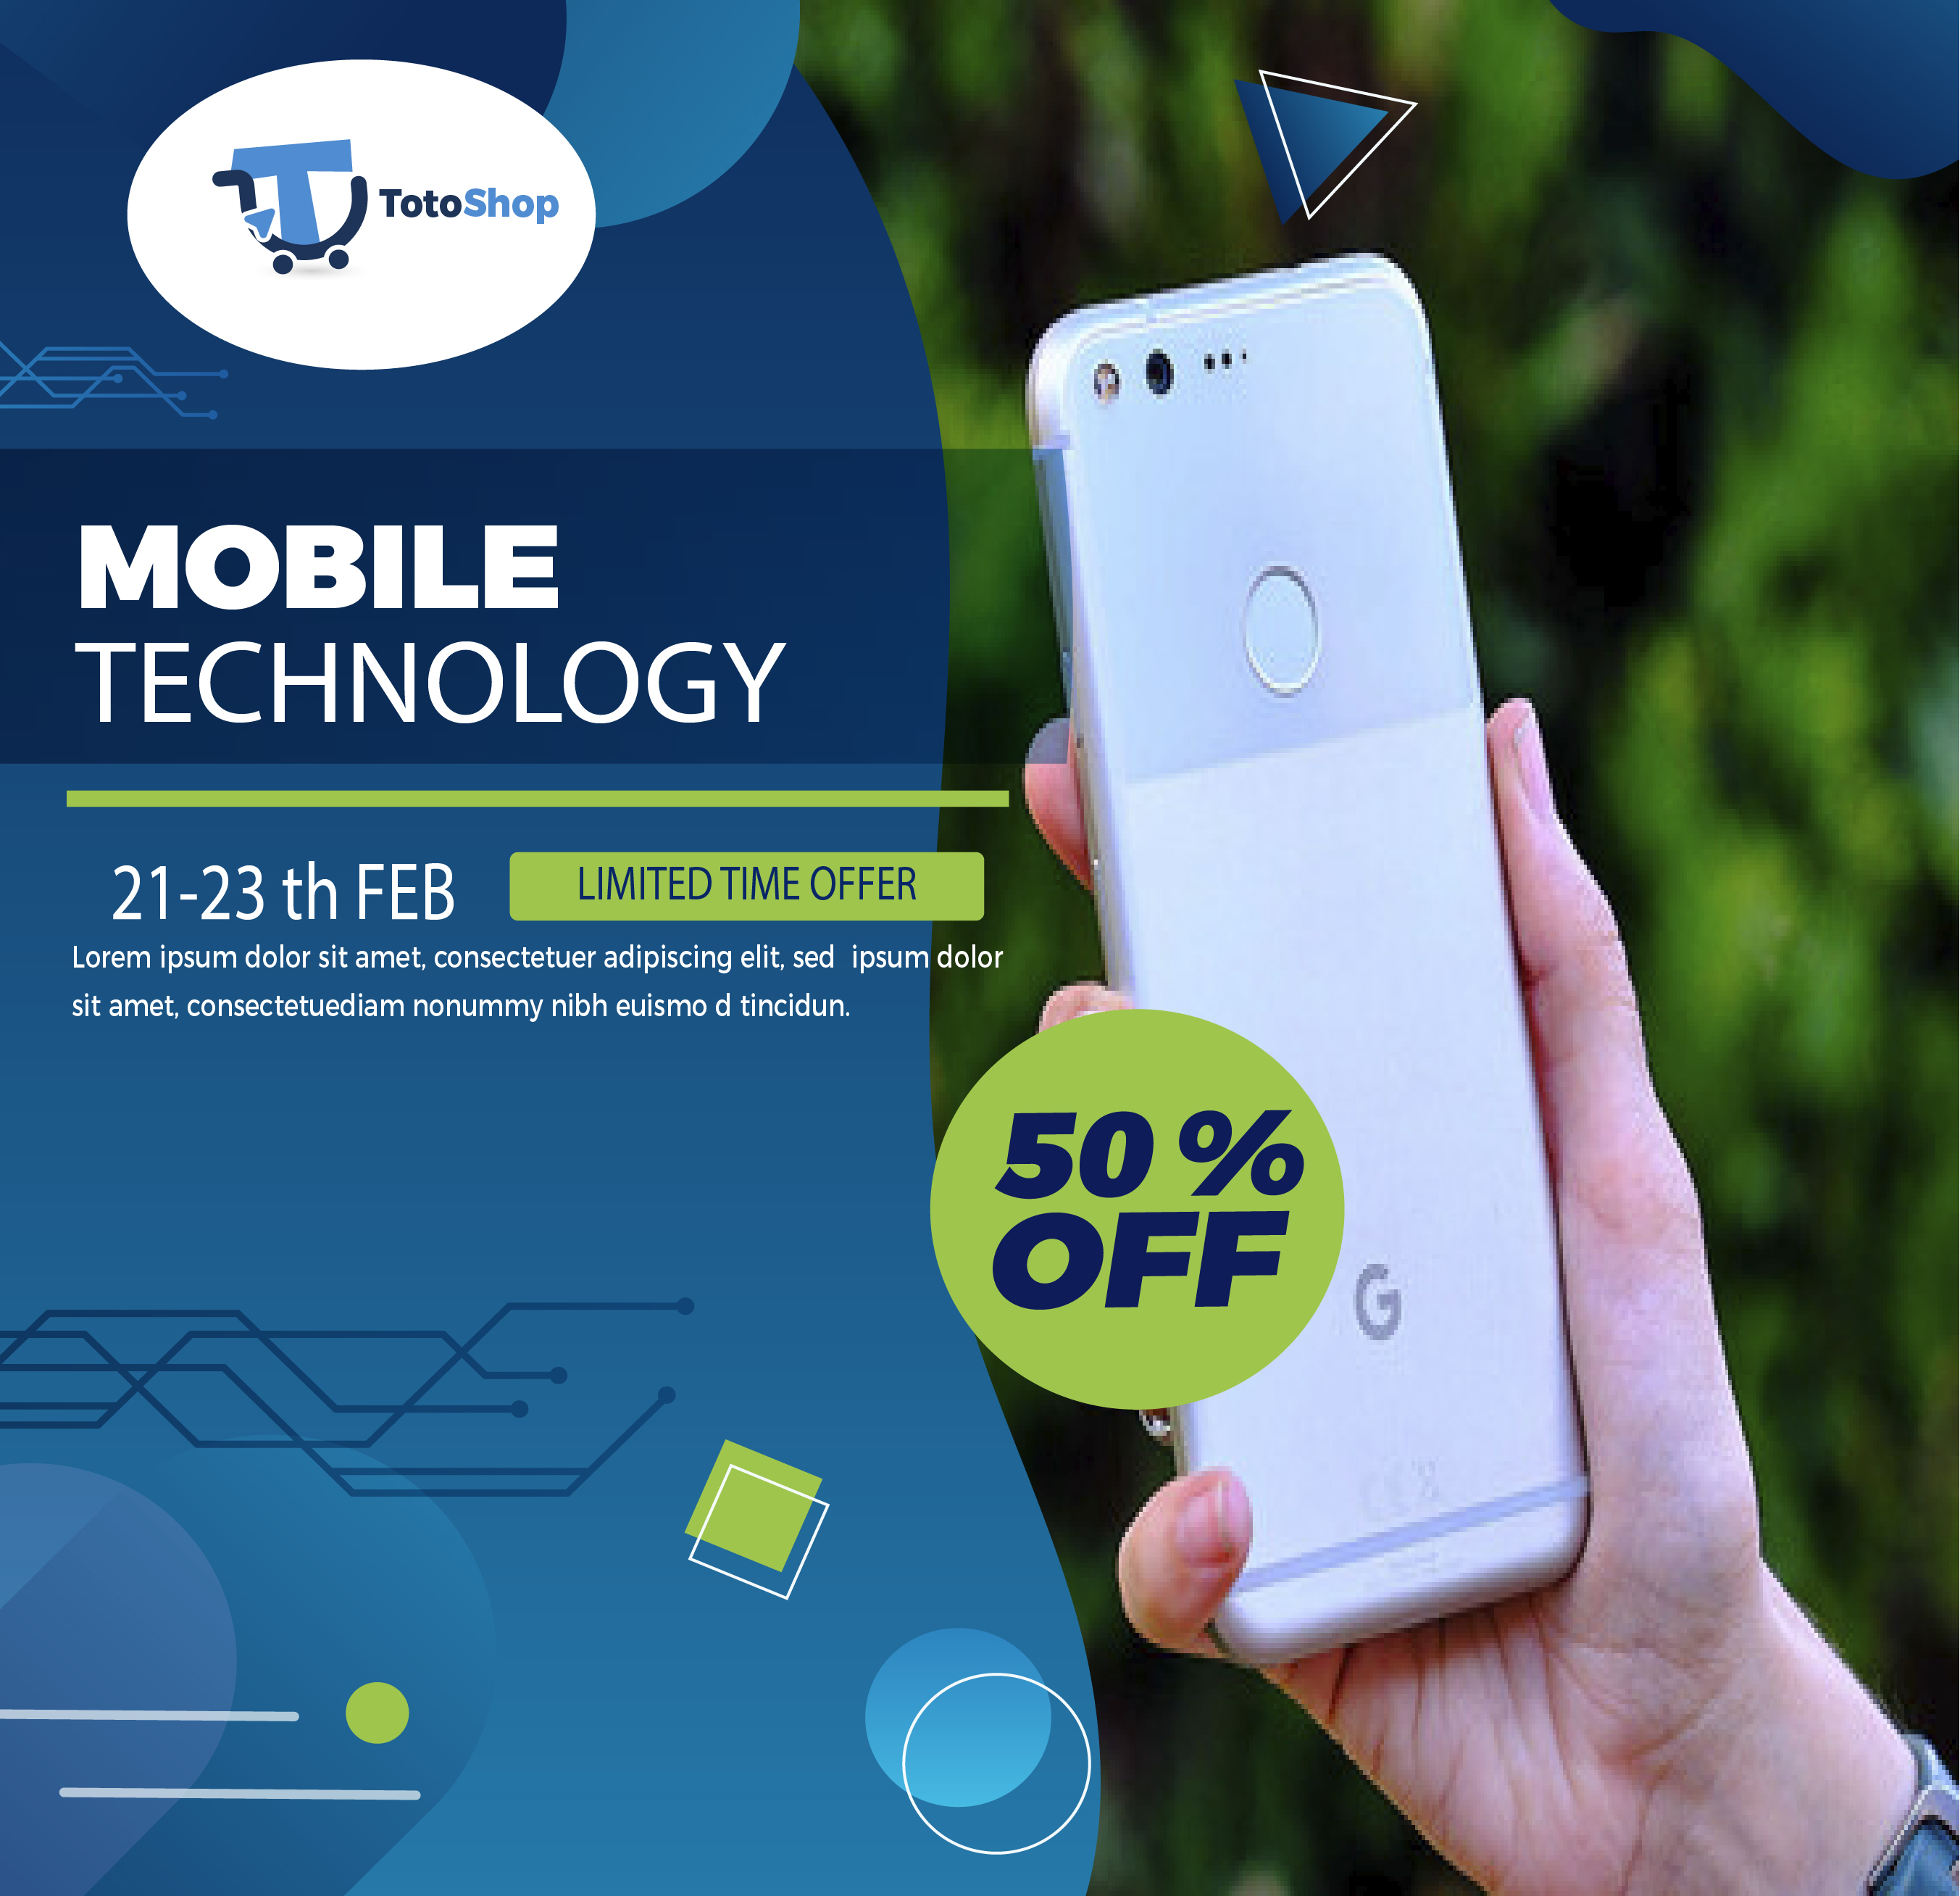 TotoShop
MOBILE
TECHNOLOGY
21-23 th FEB
LIMITED TIME OFFER
Lorem ipsum dolor sit amet, consectetuer adipiscing elit, sed  ipsum dolor
sit amet, consectetuediam nonummy nibh euismo d tincidun.
50 %
OFF
G